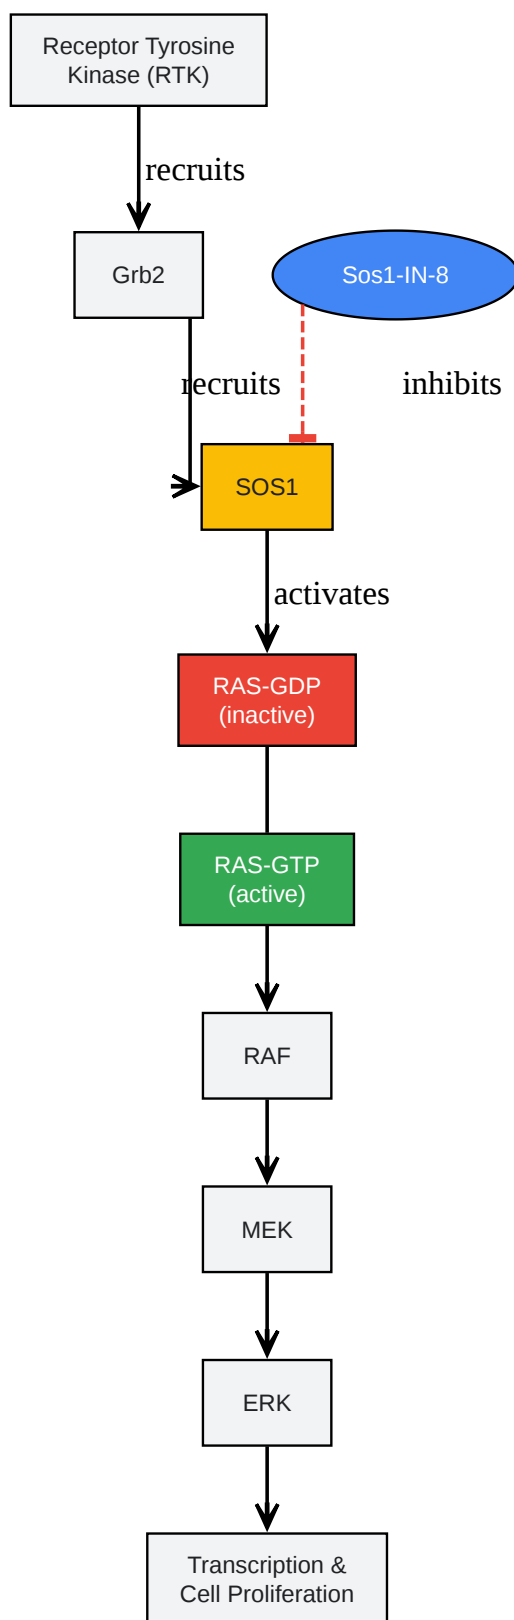 Receptor Tyrosine
Kinase (RTK)
recruits
Grb2
Sos1-IN-8
recruits
inhibits
SOS1
activates
RAS-GDP
(inactive)
RAS-GTP
(active)
RAF
MEK
ERK
Transcription &
Cell Proliferation